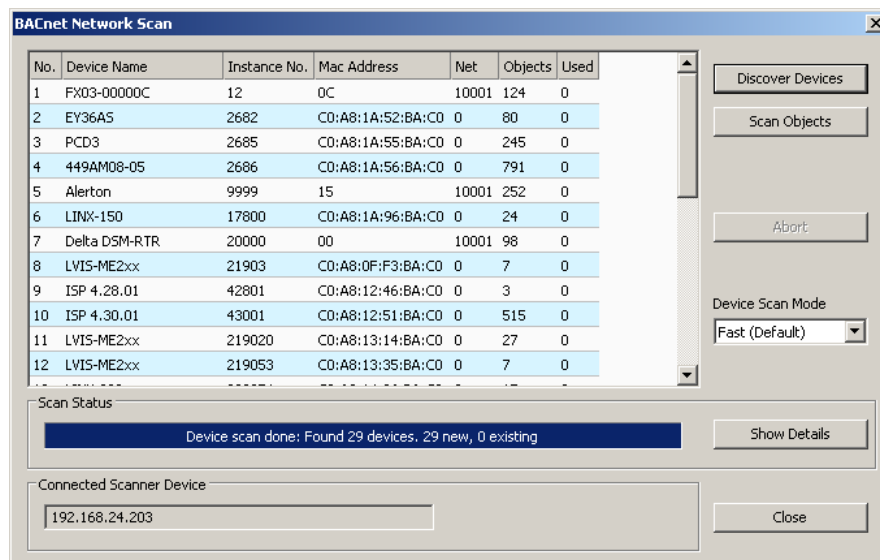 BACnet Network Scan
No. Device Name Instance No. Mac Address Net Objects Used
1 FX03-00000C 12 0C 10001 124 0
2 EY36AS 2682 C0:A8:1A:52:BA:C0 0 80 0
3 PCD3 2685 C0:A8:1A:55:BA:C0 0 245 0
4 449AM08-05 2686 C0:A8:1A:56:BA:C0 0 791 0
5 Alerton 9999 15 10001 252 0
6 LINX-150 17800 C0:A8:1A:96:BA:C0 0 24 0
7 Delta DSM-RTR 20000 00 10001 98 0
8 LVIS-ME2xx 21903 C0:A8:0F:F3:BA:C0 0 7 0
9 ISP 4.28.01 42801 C0:A8:12:46:BA:C0 0 3 0
10 ISP 4.30.01 43001 C0:A8:12:51:BA:C0 0 515 0
11 LVIS-ME2xx 219020 C0:A8:13:14:BA:C0 0 27 0
12 LVIS-ME2xx 219053 C0:A8:13:35:BA:C0 0 7 0
Discover Devices
Scan Objects
Abort
Device Scan Mode
Fast (Default)
Scan Status
Device scan done: Found 29 devices. 29 new, 0 existing
Show Details
Connected Scanner Device
192.168.24.203
Close